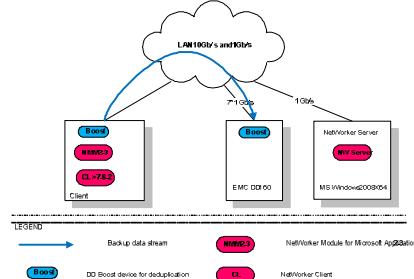 LAN 10Gb/s and 1Gb/s
7*1Gb/s
1Gb/s
Boost
NMM2.3
CL >7.6.2
Client
Boost
EMC DD160
NetWorker Server
NW Server
MS Windows2008X64
LEGEND
Backup data stream
NMM2.3
NetWorker Module for Microsoft
Boost
DD Boost device for deduplication
CL
NetWorker Client